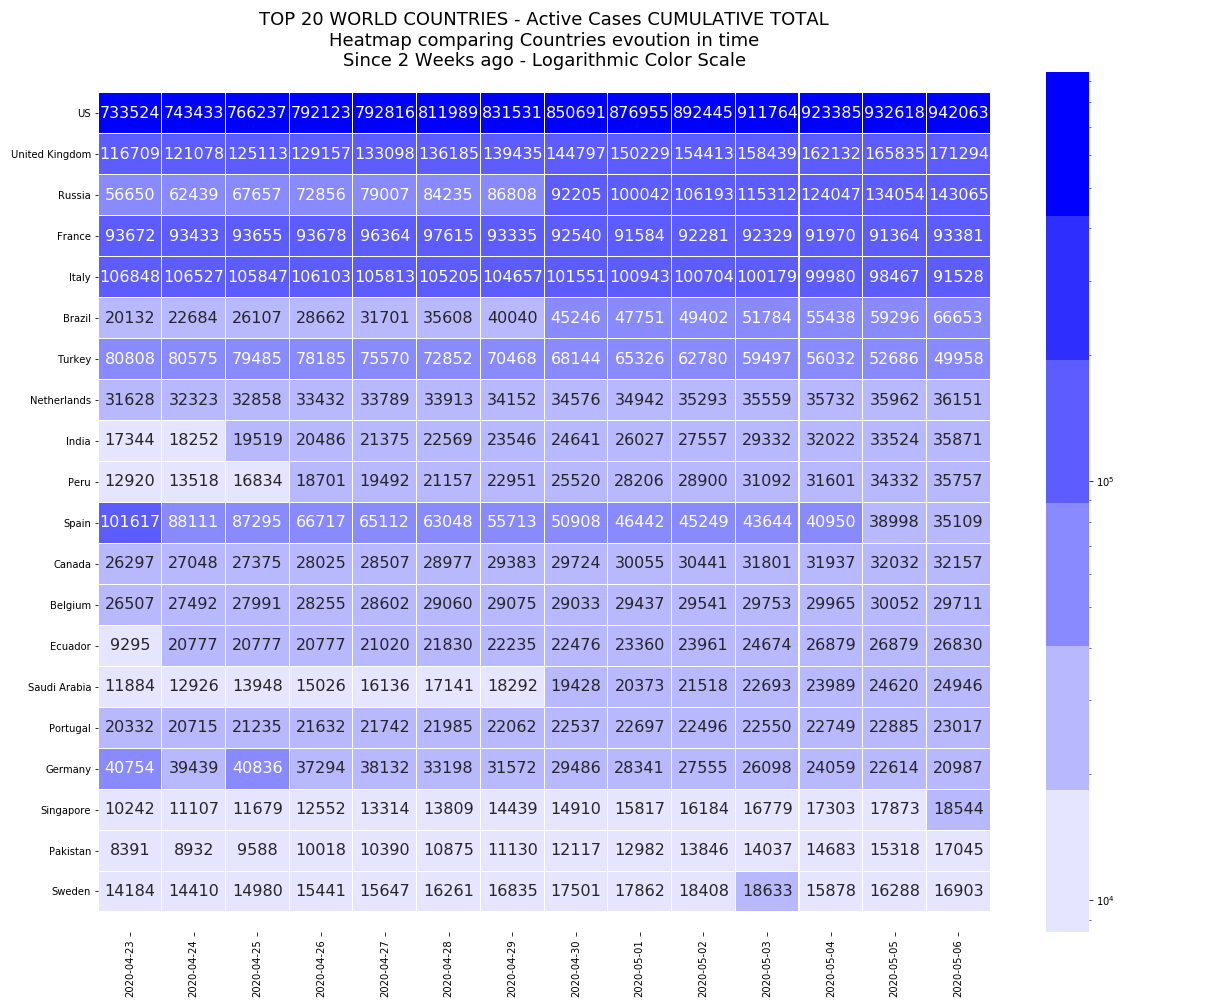 TOP 20 WORLD COUNTRIES - Active Cases CUMULATIVE TOTAL
Heatmap comparing Countries evoution in time
Since 2 Weeks ago - Logarithmic Color Scale
US 733524 743433 766237 792123 792816 811989 831531 850691 876955 892445 911764 923385 932618 942063
United Kingdom 116709 121078 125113 129157 133098 136185 139435 144797 150229 154413 158439 162132 165835 171294
Russia 56650 62439 67657 72856 79007 84235 86808 92205 100042 106193 115312 124047 134054 143065
France 93672 93433 93655 93678 96364 97615 93335 92540 91584 92281 92329 91970 91364 93381
Italy 106848 106527 105847 106103 105813 105205 104657 101551 100943 100704 100179 99980 98467 91528
Brazil 20132 22684 26107 28662 31701 35608 40040 45246 47751 49402 51784 55438 59296 66653
Turkey 80808 80575 79485 78185 75570 72852 70468 68144 65326 62780 59497 56032 52686 49958
Netherlands 31628 32323 32858 33432 33789 33913 34152 34576 34942 35293 35559 35732 35962 36151
India 17344 18252 19519 20486 21375 22569 23546 24641 26027 27557 29332 32022 33524 35871
Peru 12920 13518 16834 18701 19492 21157 22951 25520 28206 28900 31092 31601 34332 35757
Spain 101617 88111 87295 66717 65112 63048 55713 50908 46442 45249 43644 40950 38998 35109
Canada 26297 27048 27375 28025 28507 28977 29383 29724 30055 30441 31801 31937 32032 32157
Belgium 26507 27492 27991 28255 28602 29060 29075 29033 29437 29541 29753 29965 30052 29711
Ecuador 9295 20777 20777 20777 21020 21830 22235 22476 23360 23961 24674 26879 26879 26830
Saudi Arabia 11884 12926 13948 15026 16136 17141 18292 19428 20373 21518 22693 23989 24620 24946
Portugal 20332 20715 21235 21632 21742 21985 22062 22537 22697 22496 22550 22749 22885 23017
Germany 40754 39439 40836 37294 38132 33198 31572 29486 28341 27555 26098 24059 22614 20987
Singapore 10242 11107 11679 12552 13314 13809 14439 14910 15817 16184 16779 17303 17873 18544
Pakistan 8391 8932 9588 10018 10390 10875 11130 12117 12982 13846 14037 14683 15318 17045
Sweden 14184 14410 14980 15441 15647 16261 16835 17501 17862 18408 18633 15878 16288 16903
2020-04-23 2020-04-24 2020-04-25 2020-04-26 2020-04-27 2020-04-28 2020-04-29 2020-04-30 2020-05-01 2020-05-02 2020-05-03 2020-05-04 2020-05-05 2020-05-06
10⁵
10⁴